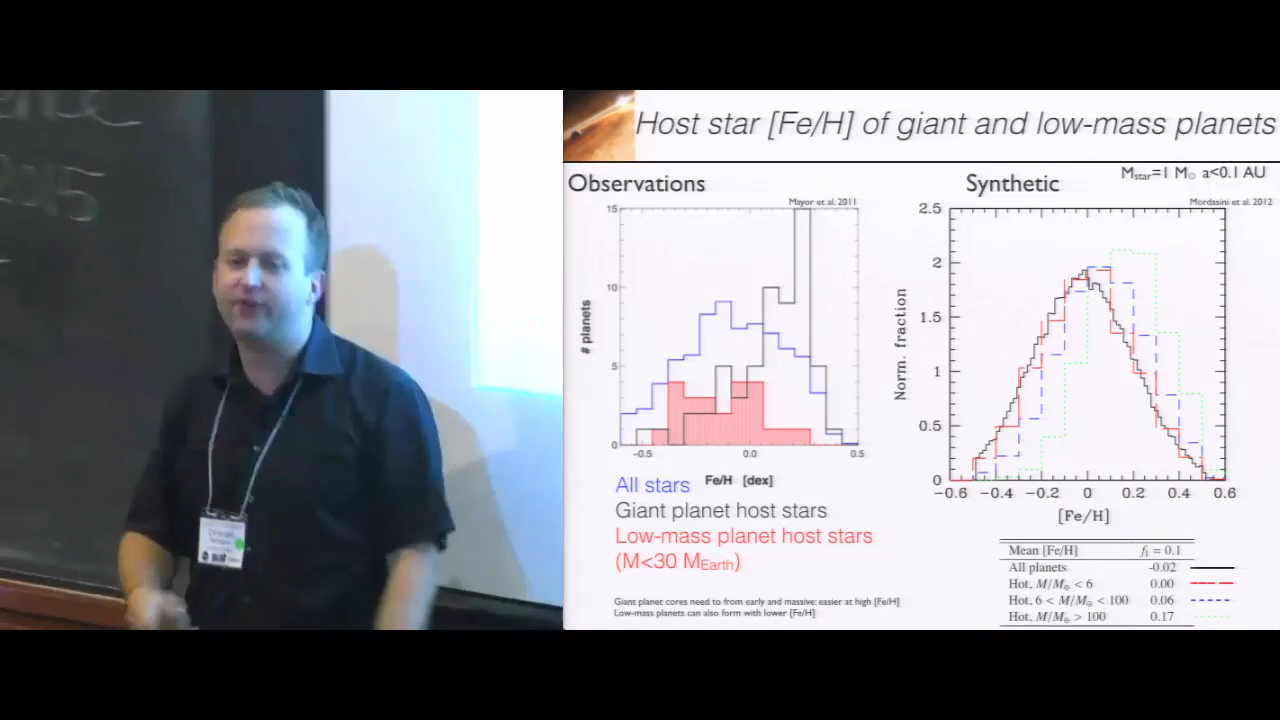 ence
2015
Host star [Fe/H] of giant and low-mass planets
Observations
Synthetic
Mstar=1 M☉ a<0.1 AU
Mayor et al. 2011
Mordasini et al. 2012
15
10
5
0
# planets
-0.5
0.0
0.5
Fe/H [dex]
2.5
2
1.5
1
0.5
0
Norm. fraction
-0.6
-0.4
-0.2
0
0.2
0.4
0.6
[Fe/H]
All stars
Giant planet host stars
Low-mass planet host stars
(M<30 MEarth)
Giant planet cores need to from early and massive: easier at high [Fe/H]
Low-mass planets can also form with lower [Fe/H]
Mean [Fe/H] fI = 0.1
All planets -0.02
Hot, M/M⊕ < 6 0.00
Hot, 6 < M/M⊕ < 100 0.06
Hot, M/M⊕ > 100 0.17